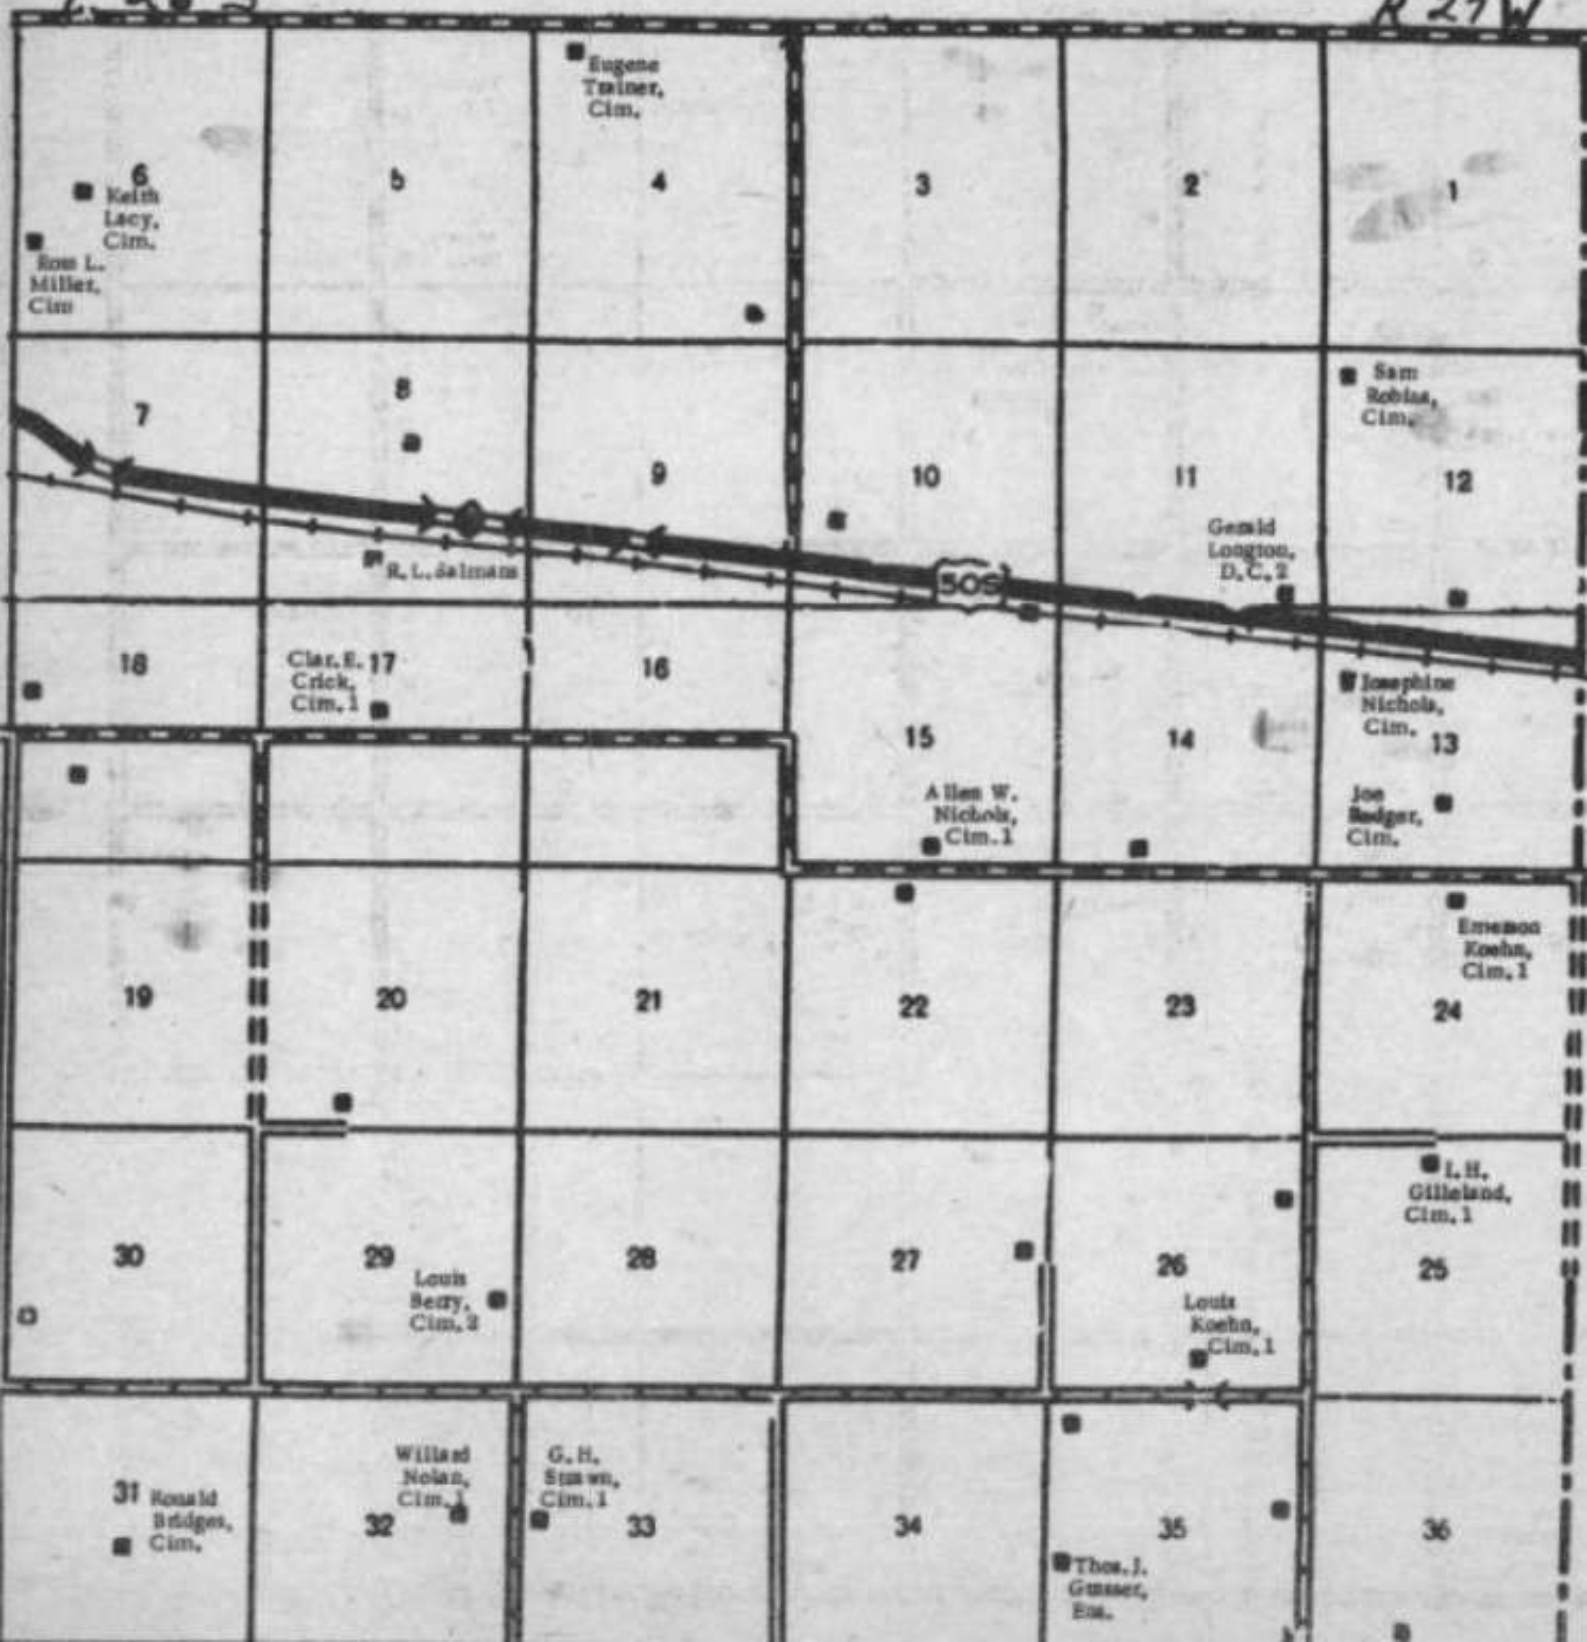 R 27 W
Eugene
Trainer,
Cim.
6
5
4
3
2
1
Keith
Lacy,
Cim.
Ross L.
Miller,
Cim
7
8
9
10
11
12
Sam
Cim.
Gerald
Longton,
D.C. 2
R. L. Salmans
50S
18
Clar. E. 17
Crick,
Cim. 1
16
15
14
Josephine
Nichols,
Cim.
13
Allen W.
Nichols,
Cim. 1
Joe
Cim.
Emerson
Koehn,
Cim. 1
19
20
21
22
23
24
I. H.
Gilleland,
Cim. 1
30
29
28
27
26
25
Louis
Berry,
Cim. 2
Louis
Koehn,
Cim. 1
31
Ronald
Bridges,
Cim.
Willard
Nolan,
Cim. 1
32
G. H.
Cim. 1
33
34
35
36
Thos. J.
Ens.